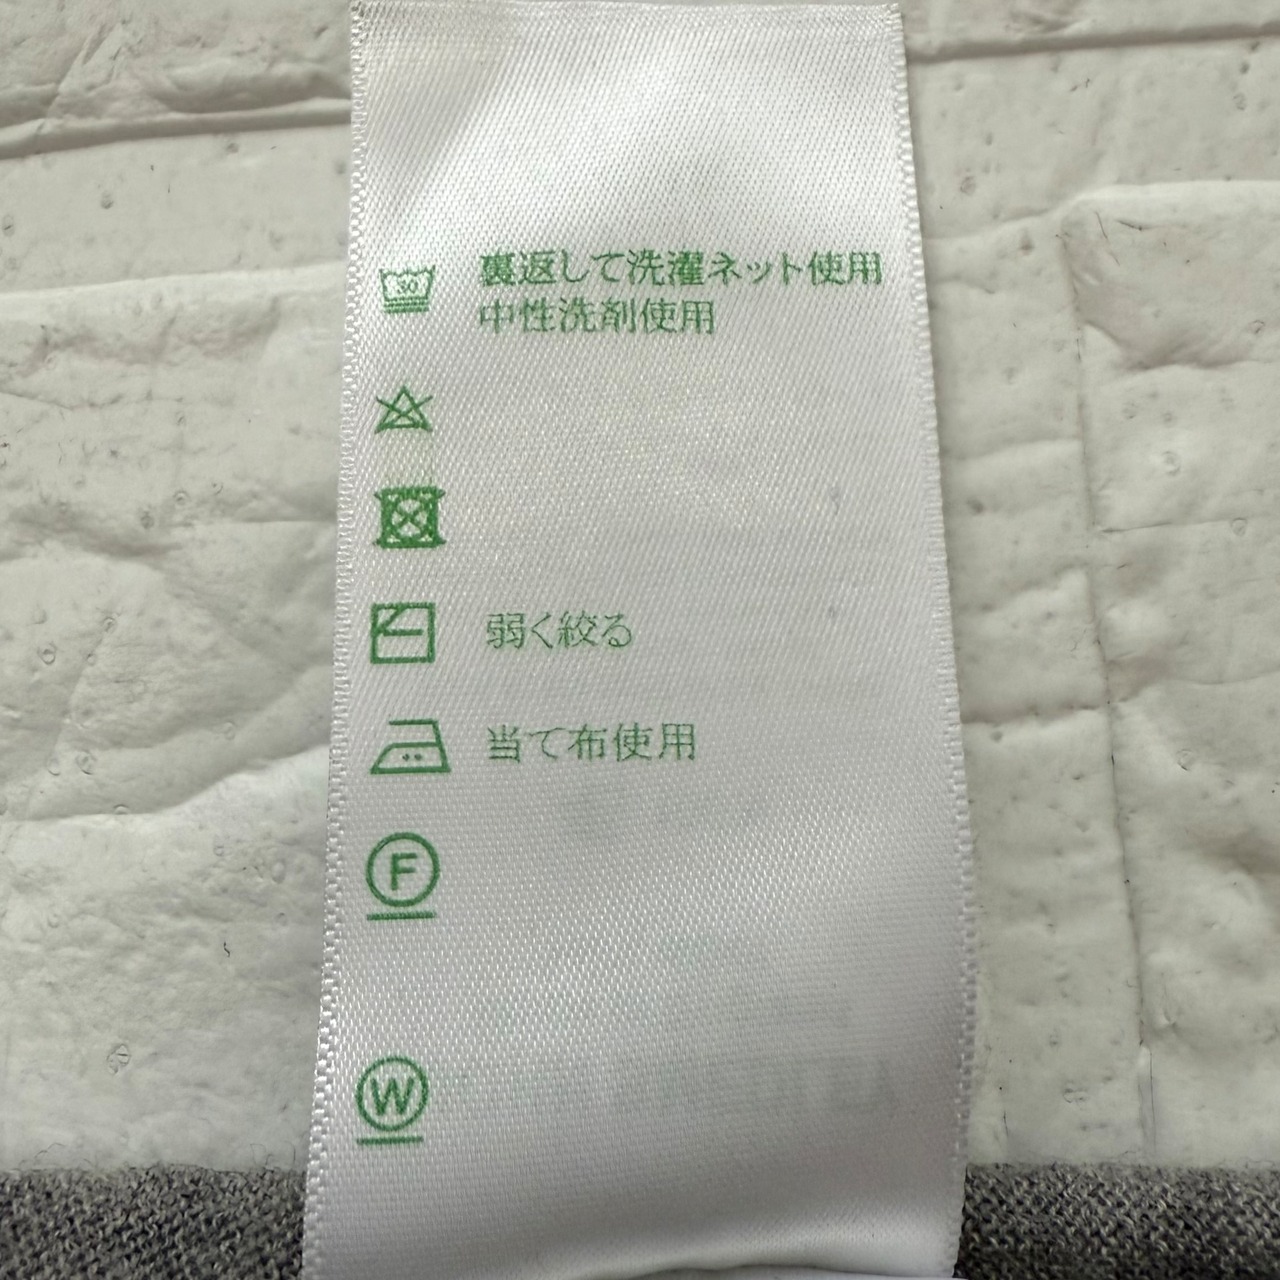 30
裏返して洗濯ネット使用
中性洗剤使用
弱く絞る
当て布使用
F
W